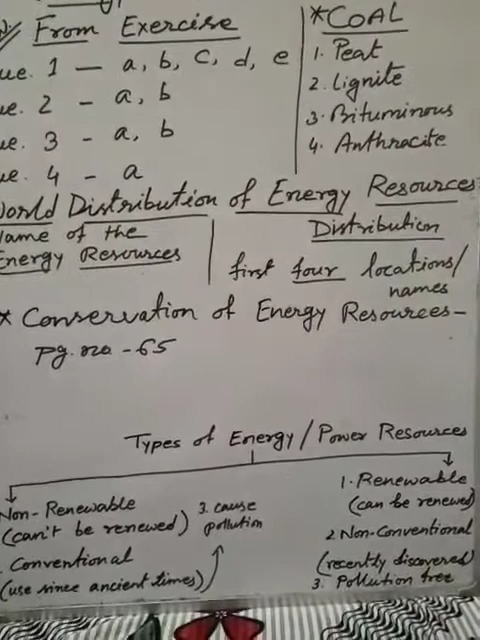 From Exercise
ue. 1 — a, b, c, d, e
ue. 2 - a, b
ue. 3 - a, b
ue. 4 - a
*COAL
1. Peat
2. Lignite
3. Bituminous
4. Anthracite
World Distribution of Energy Resources
Name of the
Energy Resources
Distribution
first four locations/
names
* Conservation of Energy Resources-
Pg. no - 65
Types of Energy/Power Resources
Non-Renewable
(can't be renewed)
Conventional
(use since ancient times)
3. cause
pollution
1. Renewable
(can be renewed)
2 Non-Conventional
(recently discovered)
3. Pollution free